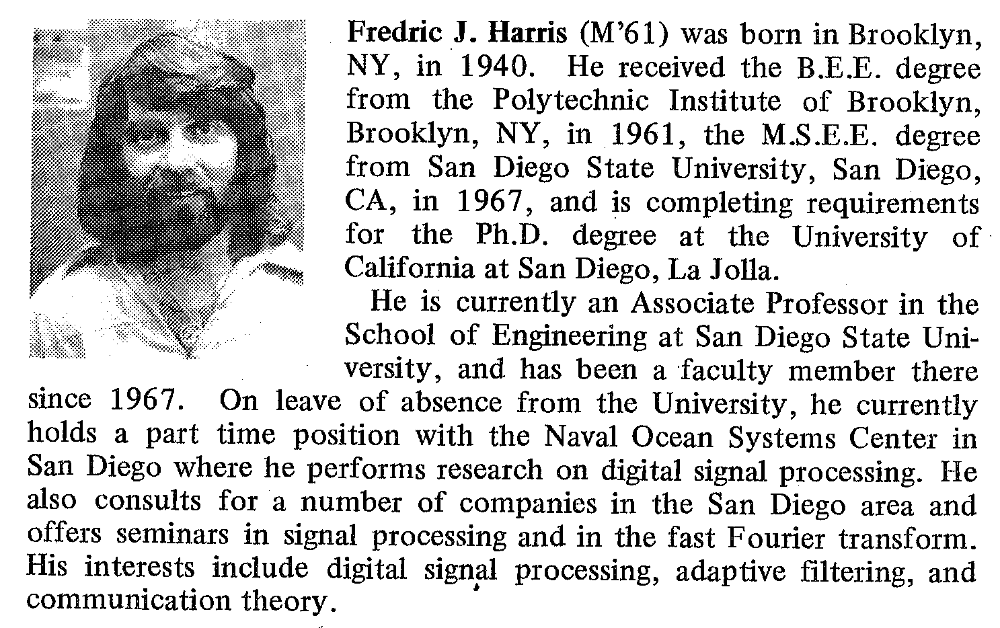 Fredric J. Harris (M'61) was born in Brooklyn,
NY, in 1940. He received the B.E.E. degree
from the Polytechnic Institute of Brooklyn,
Brooklyn, NY, in 1961, the M.S.E.E. degree
from San Diego State University, San Diego,
CA, in 1967, and is completing requirements
for the Ph.D. degree at the University of
California at San Diego, La Jolla.
He is currently an Associate Professor in the
School of Engineering at San Diego State Uni-
versity, and has been a faculty member there
since 1967. On leave of absence from the University, he currently
holds a part time position with the Naval Ocean Systems Center in
San Diego where he performs research on digital signal processing. He
also consults for a number of companies in the San Diego area and
offers seminars in signal processing and in the fast Fourier transform.
His interests include digital signal processing, adaptive filtering, and
communication theory.